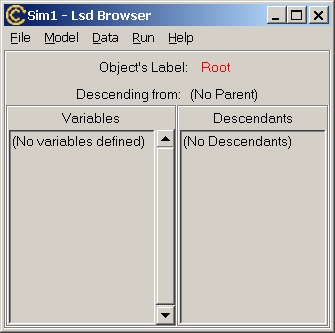 Sim1 - Lsd Browser
File Model Data Run Help
Object's Label: Root
Descending from: (No Parent)
Variables Descendants
(No variables defined) (No Descendants)